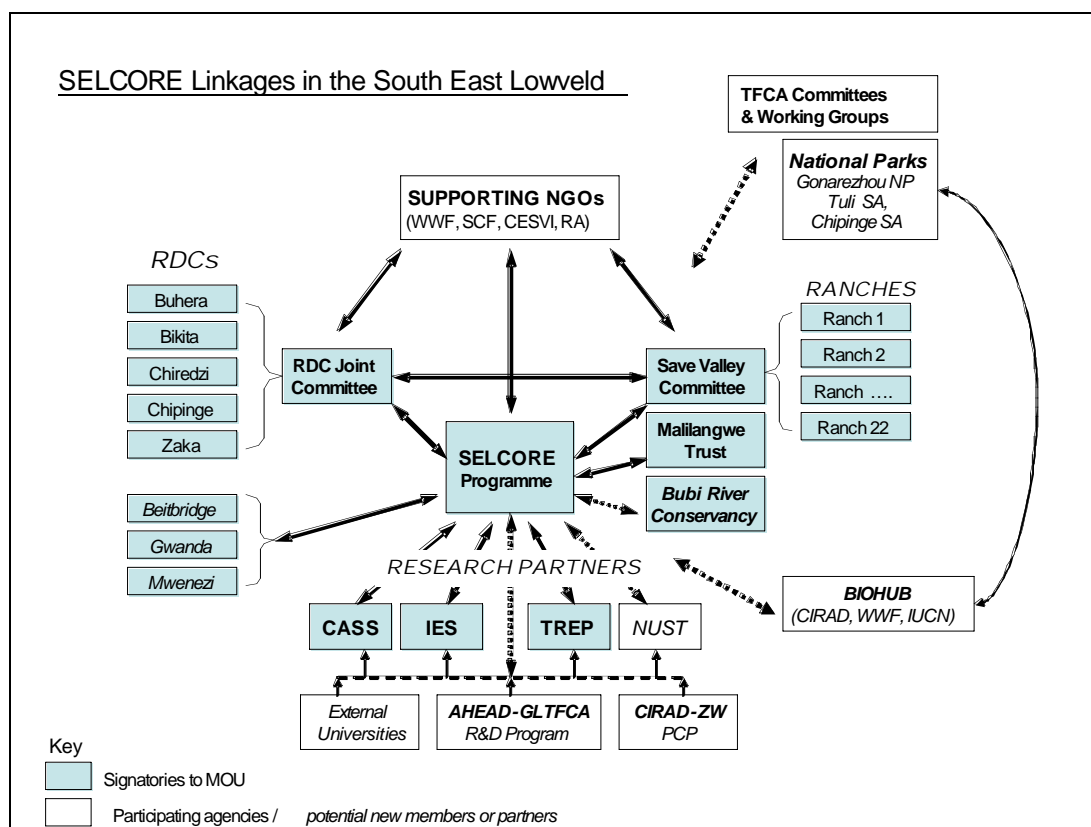 SELCORE Linkages in the South East Lowveld
TFCA Committees
& Working Groups
National Parks
Gonarezhou NP
Tuli SA,
Chipinge SA
SUPPORTING NGOs
(WWF, SCF, CESVI, RA)
RDCs
Buhera
Bikita
Chiredzi
Chipinge
Zaka
RDC Joint
Committee
Save Valley
Committee
RANCHES
Ranch 1
Ranch 2
Ranch ….
Ranch 22
Malilangwe
Trust
SELCORE
Programme
Bubi River
Conservancy
Beitbridge
Gwanda
Mwenezi
RESEARCH PARTNERS
BIOHUB
(CIRAD, WWF, IUCN)
CASS
IES
TREP
NUST
External
Universities
AHEAD-GLTFCA
R&D Program
CIRAD-ZW
PCP
Key
Signatories to MOU
Participating agencies / potential new members or partners